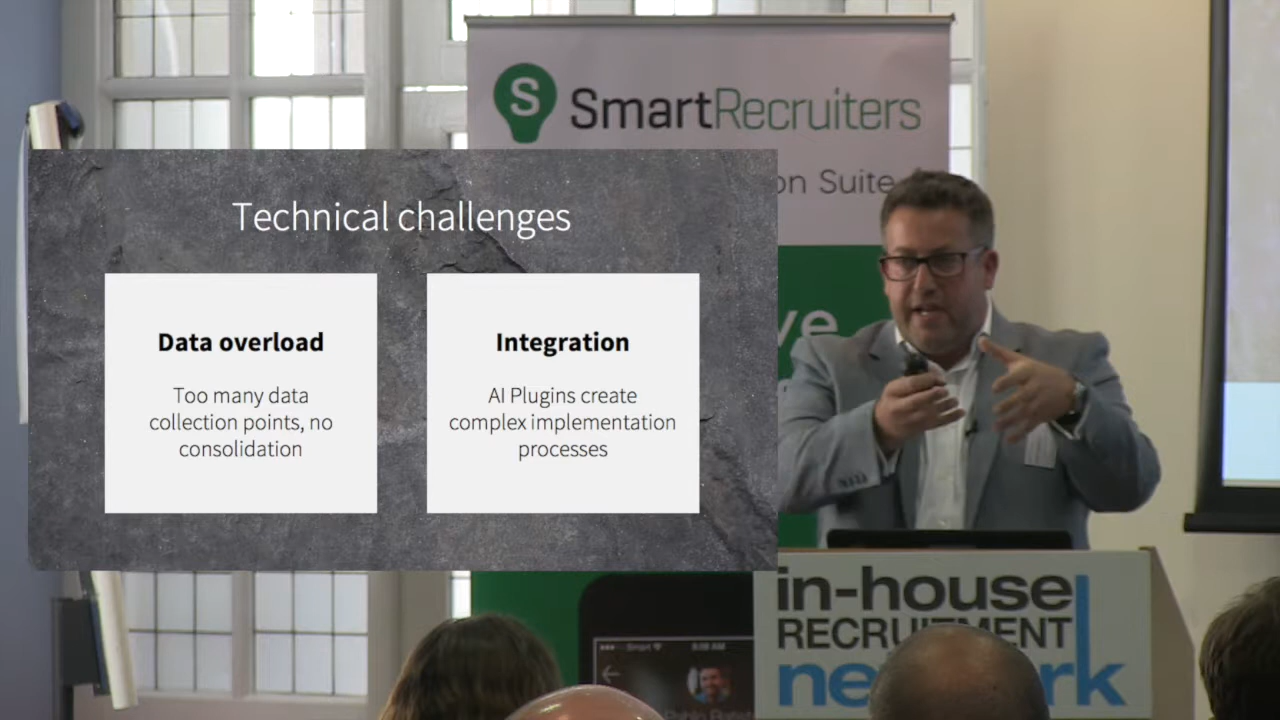 S SmartRecruiters
on Suite
Technical challenges
Data overload
Too many data
collection points, no
consolidation
Integration
AI Plugins create
complex implementation
processes
ve
in-house
RECRUITMENT